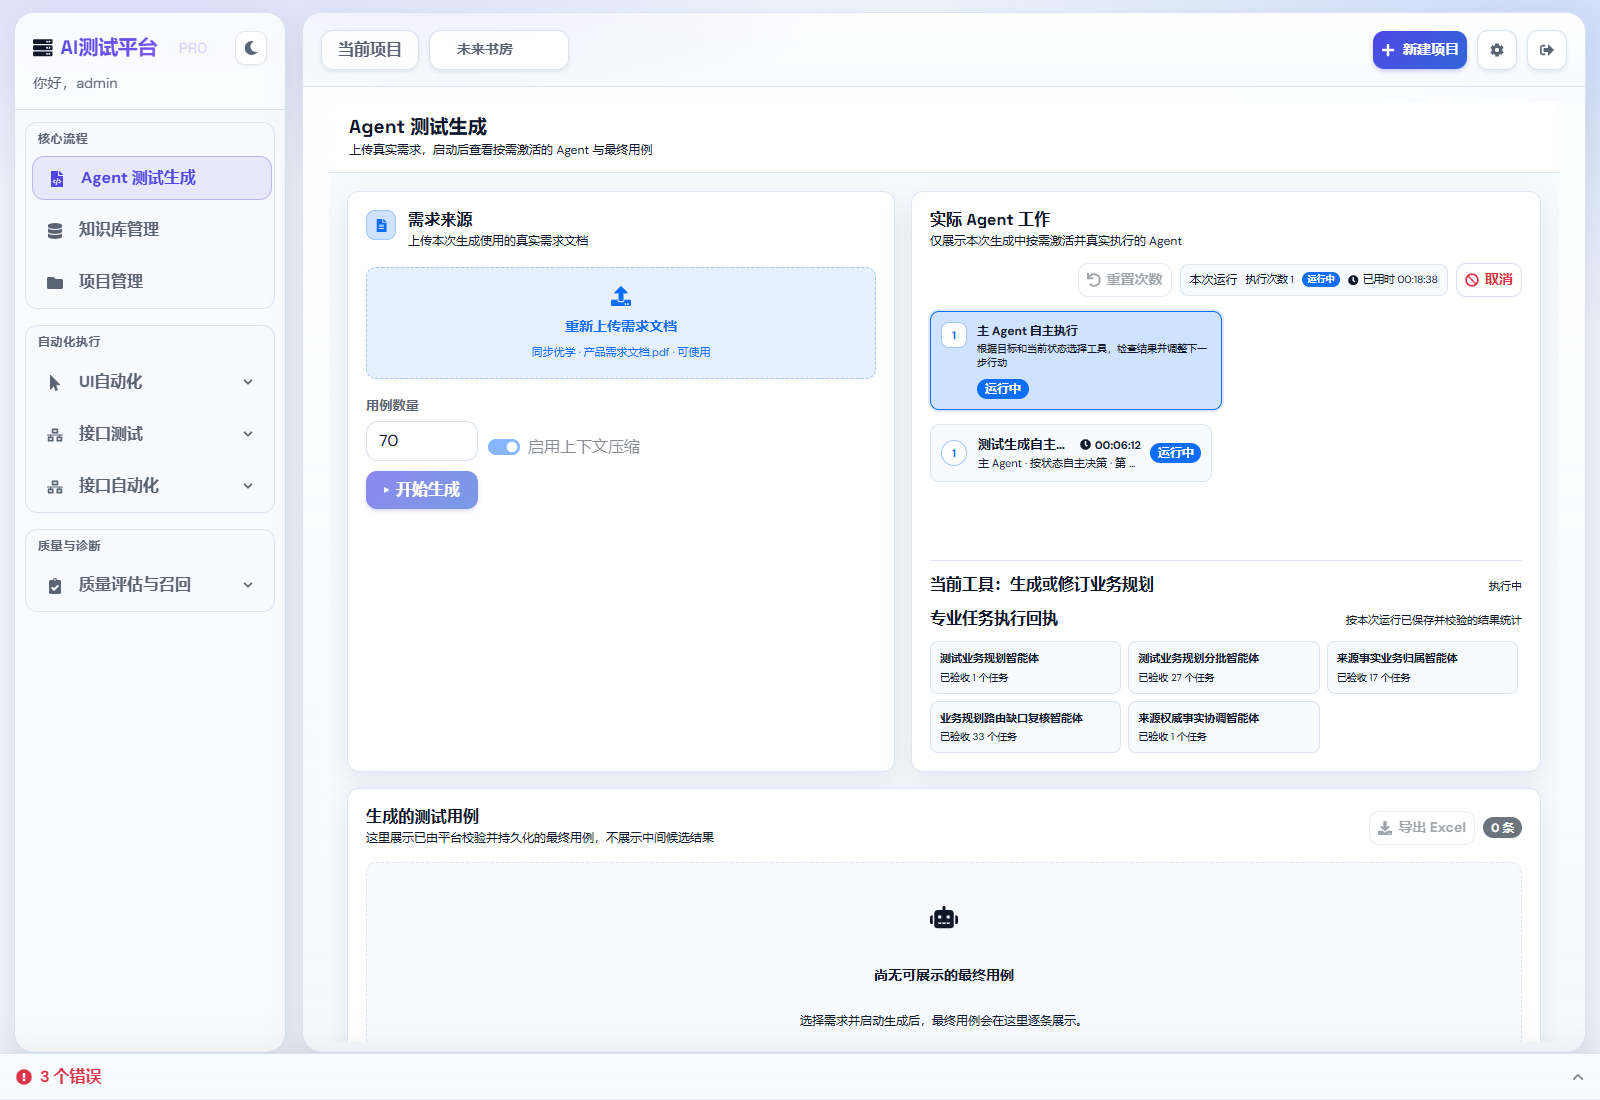 AI测试平台 PRO
你好，admin
核心流程
Agent 测试生成
知识库管理
项目管理
自动化执行
UI自动化
接口测试
接口自动化
质量与诊断
质量评估与召回
当前项目
未来书房
新建项目
Agent 测试生成
上传真实需求，启动后查看按需激活的 Agent 与最终用例
需求来源
上传本次生成使用的真实需求文档
重新上传需求文档
同步优学 · 产品需求文档.pdf · 可使用
用例数量
70
启用上下文压缩
开始生成
实际 Agent 工作
仅展示本次生成中按需激活并真实执行的 Agent
重置次数
本次运行 执行次数 1 运行中 已用时 00:18:38
取消
1
主 Agent 自主执行
根据目标和当前状态选择工具，检查结果并调整下一
步行动
运行中
1
测试生成自主... 00:06:12
主 Agent · 按状态自主决策 · 第 ...
运行中
当前工具：生成或修订业务规划
执行中
专业任务执行回执
按本次运行已保存并校验的结果统计
测试业务规划智能体
已验收 1 个任务
测试业务规划分批智能体
已验收 27 个任务
来源事实业务归属智能体
已验收 17 个任务
业务规划路由缺口复核智能体
已验收 33 个任务
来源权威事实协调智能体
已验收 1 个任务
生成的测试用例
这里展示已由平台校验并持久化的最终用例，不展示中间候选结果
导出 Excel
0 条
尚无可展示的最终用例
选择需求并启动生成后，最终用例会在这里逐条展示。
3 个错误